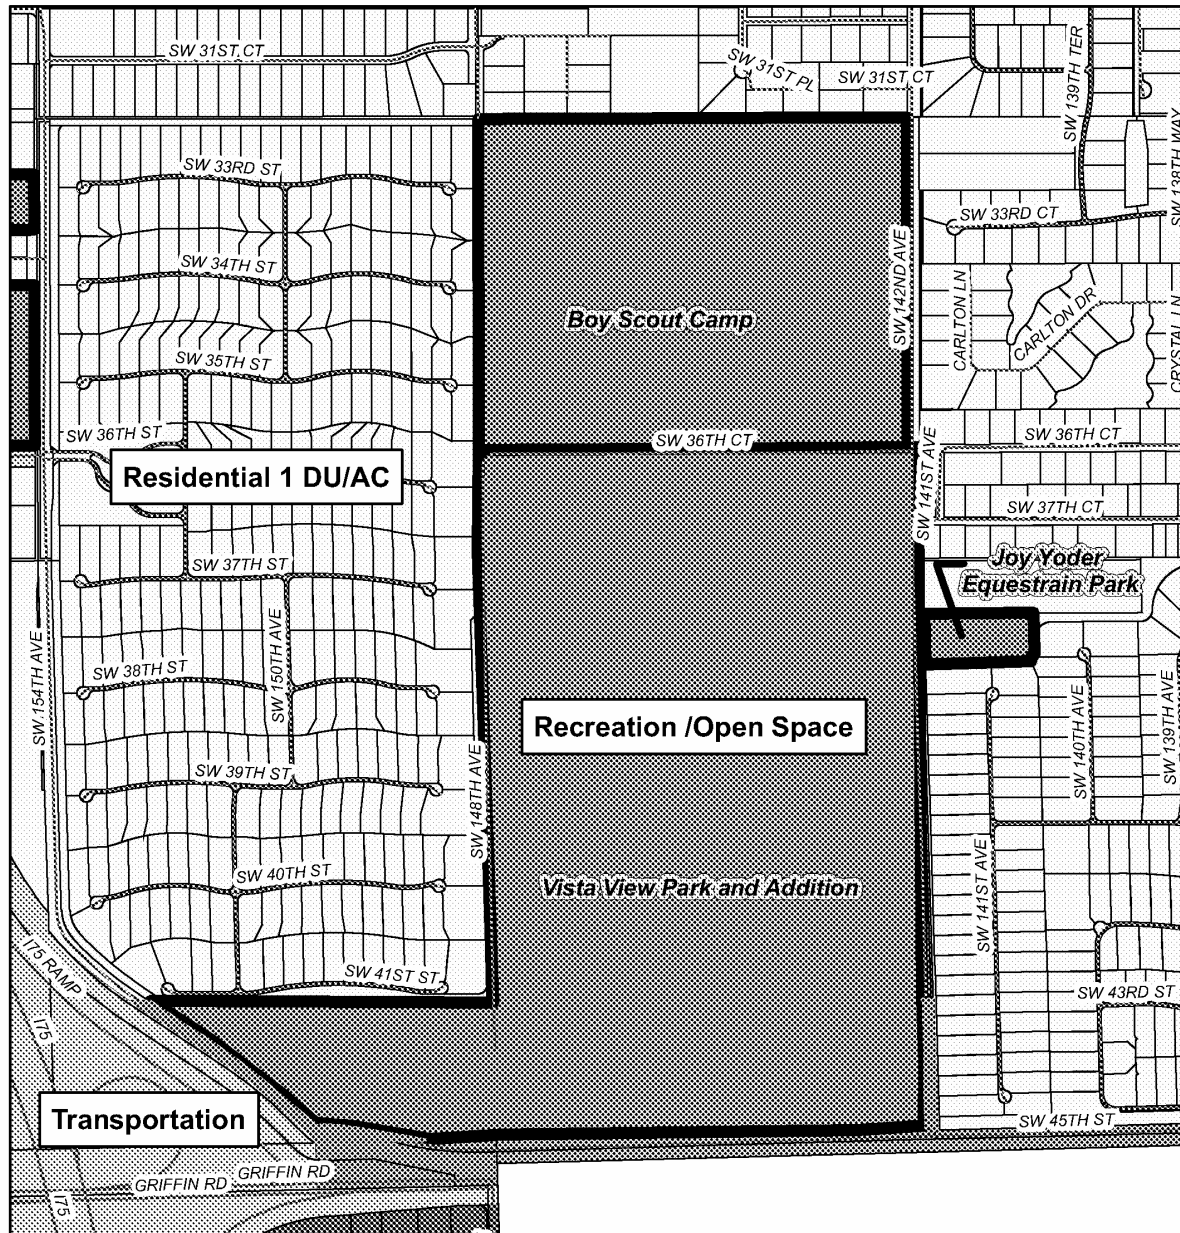 SW 31ST CT
SW 31ST PL
SW 31ST CT
SW 139TH TER
SW 138TH WAY
SW 33RD ST
SW 33RD CT
SW 34TH ST
SW 142ND AVE
Boy Scout Camp
CARLTON LN
CARLTON DR
CRYSTAL LN
SW 35TH ST
SW 36TH ST
SW 36TH CT
SW 36TH CT
Residential 1 DU/AC
SW 141ST AVE
SW 37TH CT
SW 37TH ST
Joy Yoder
Equestrain Park
SW 154TH AVE
SW 150TH AVE
SW 38TH ST
Recreation /Open Space
SW 140TH AVE
SW 139TH AVE
SW 39TH ST
SW 148TH AVE
SW 40TH ST
Vista View Park and Addition
SW 141ST AVE
SW 41ST ST
I75 RAMP
SW 43RD ST
I75
Transportation
SW 45TH ST
GRIFFIN RD
GRIFFIN RD
I75